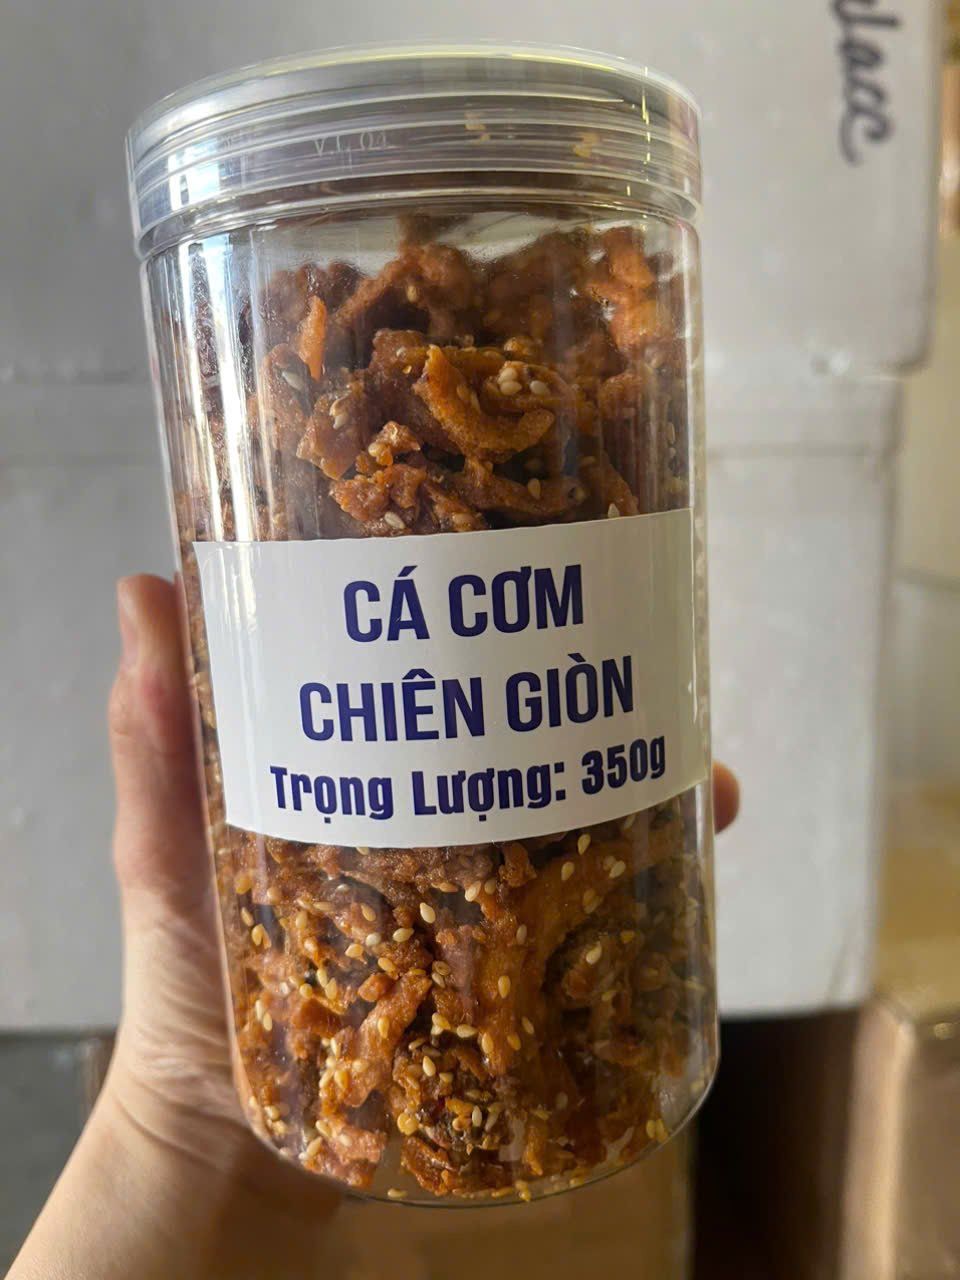 CÁ CƠM
CHIÊN GIÒN
Trọng Lượng: 350g